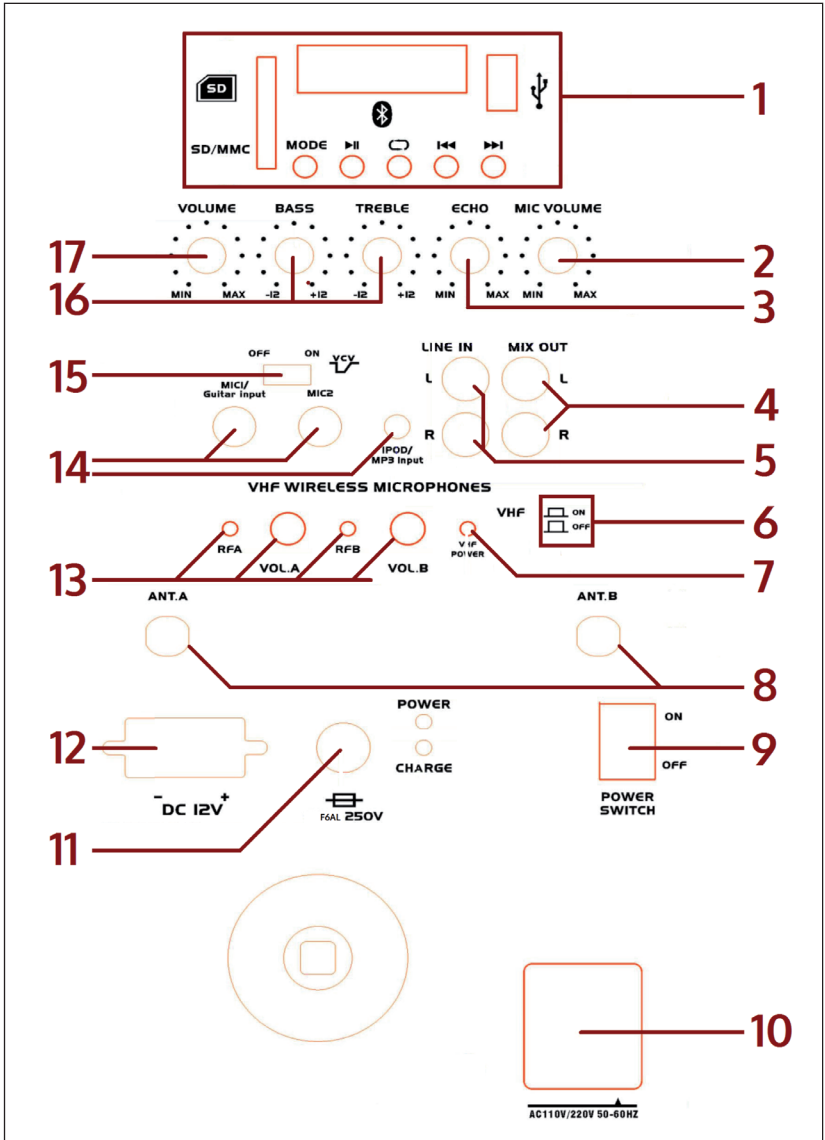 SD
SD/MMC
MODE
1
VOLUME BASS TREBLE ECHO MIC VOLUME
17
2
16
MIN MAX -12 +12 -12 +12 MIN MAX MIN MAX
3
LINE IN MIX OUT
OFF ON VCV
15
L L
4
MIC1/
Guitar input
MIC2
R R
14
IPOD/
MP3 Input
5
VHF WIRELESS MICROPHONES
VHF ON
OFF
6
RFA RFB VHF
POWER
VOL.A VOL.B
13
7
ANT.A ANT.B
8
POWER
ON
12
9
CHARGE
OFF
- DC 12V +
F6AL 250V
POWER
SWITCH
11
10
AC110V/220V 50-60HZ